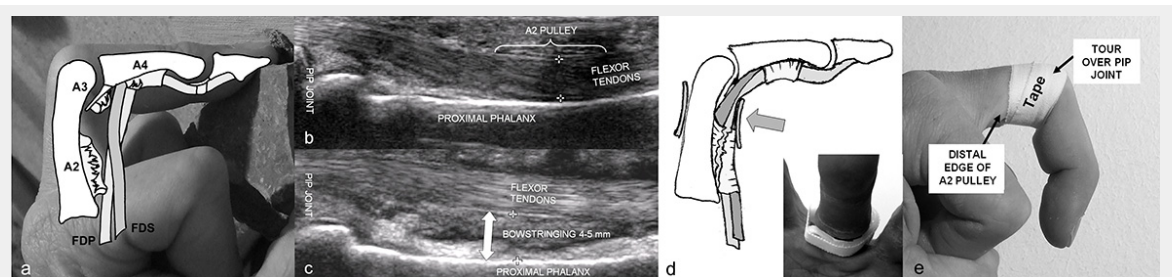 A4
A3
A2
FDS
FDP
a
A2 PULLEY
FLEXOR
TENDONS
PIP JOINT
PROXIMAL PHALANX
b
PIP JOINT
FLEXOR
TENDONS
BOWSTRINGING 4-5 mm
PROXIMAL PHALANX
c
d
TOUR
OVER PIP
JOINT
Tape
DISTAL
EDGE OF
A2 PULLEY
e